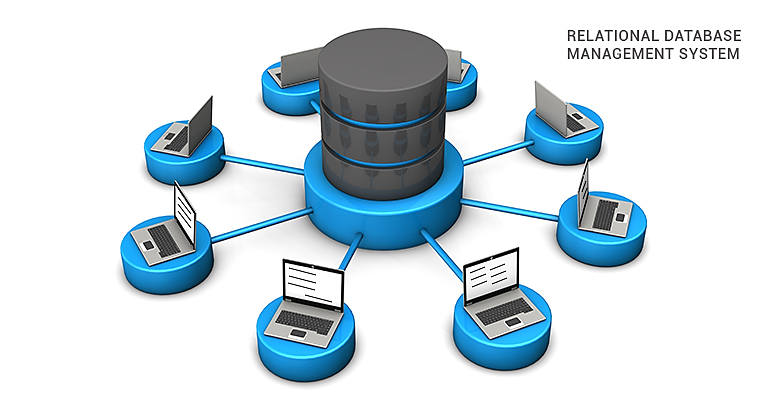 RELATIONAL DATABASE
MANAGEMENT SYSTEM